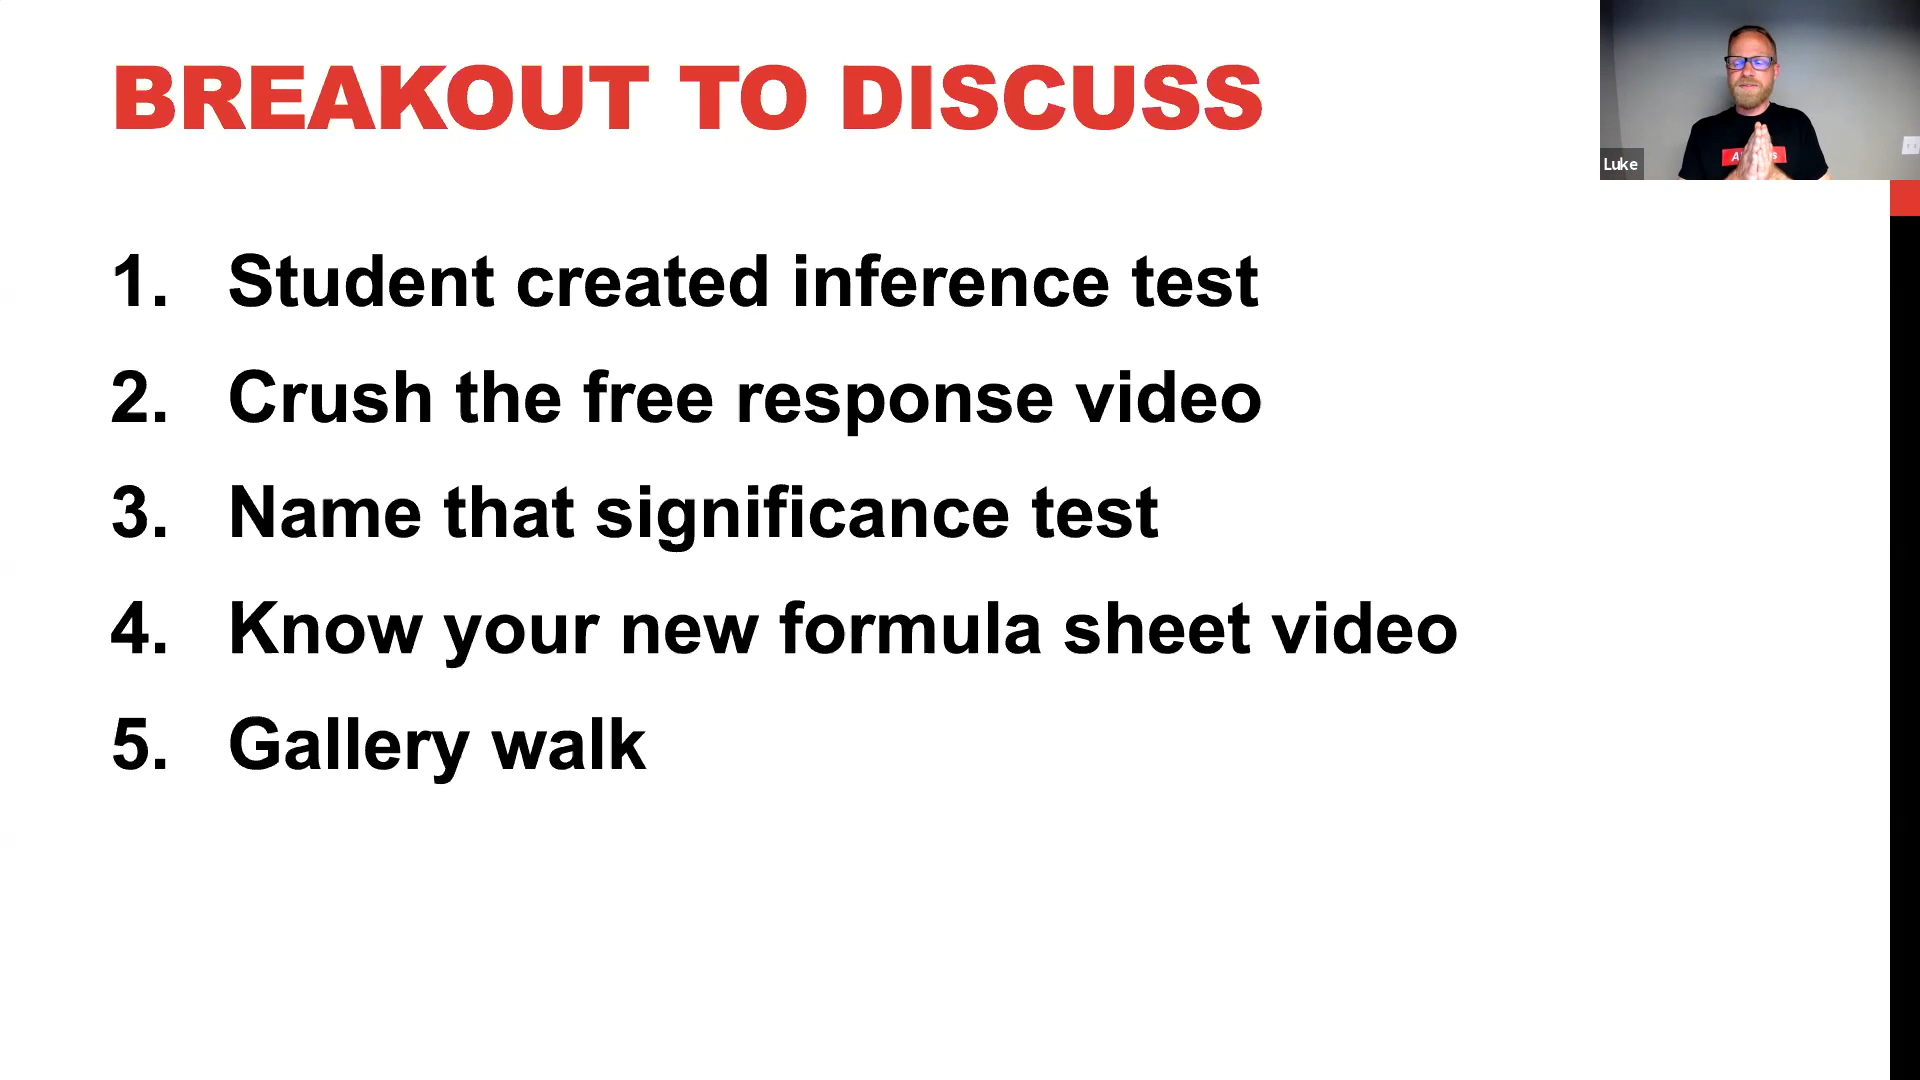 BREAKOUT TO DISCUSS
1. Student created inference test
2. Crush the free response video
3. Name that significance test
4. Know your new formula sheet video
5. Gallery walk
Luke